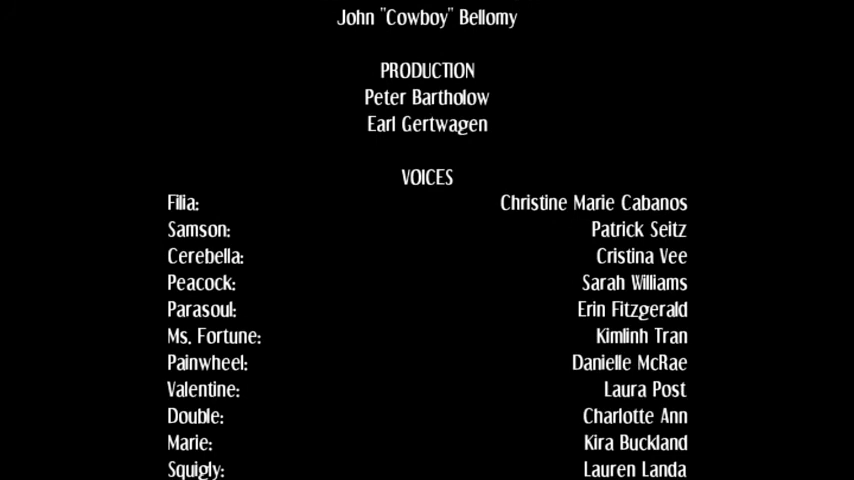 John "Cowboy" Bellomy
PRODUCTION
Peter Bartholow
Earl Gertwagen
VOICES
Filia: Christine Marie Cabanos
Samson: Patrick Seitz
Cerebella: Cristina Vee
Peacock: Sarah Williams
Parasoul: Erin Fitzgerald
Ms. Fortune: Kimlinh Tran
Painwheel: Danielle McRae
Valentine: Laura Post
Double: Charlotte Ann
Marie: Kira Buckland
Squigly: Lauren Landa